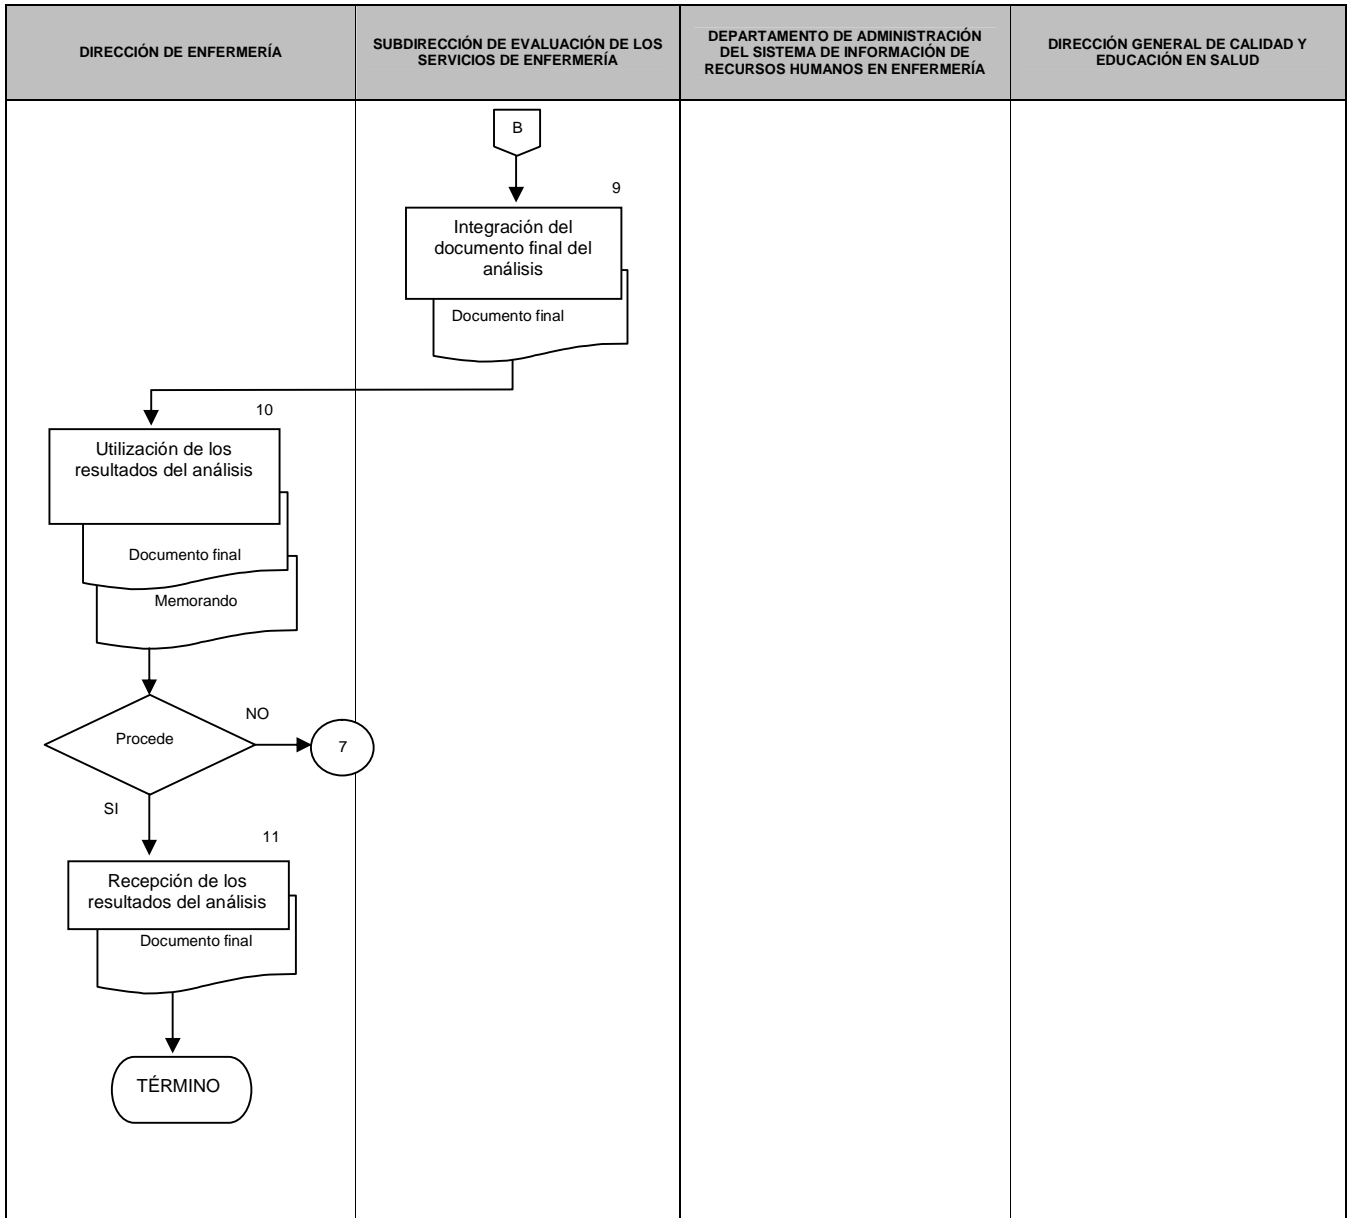 DIRECCIÓN DE ENFERMERÍA
SUBDIRECCIÓN DE EVALUACIÓN DE LOS
SERVICIOS DE ENFERMERÍA
DEPARTAMENTO DE ADMINISTRACIÓN
DEL SISTEMA DE INFORMACIÓN DE
RECURSOS HUMANOS EN ENFERMERÍA
DIRECCIÓN GENERAL DE CALIDAD Y
EDUCACIÓN EN SALUD
B
9
Integración del
documento final del
análisis
Documento final
10
Utilización de los
resultados del análisis
Documento final
Memorando
Procede
NO
7
SI
11
Recepción de los
resultados del análisis
Documento final
TÉRMINO